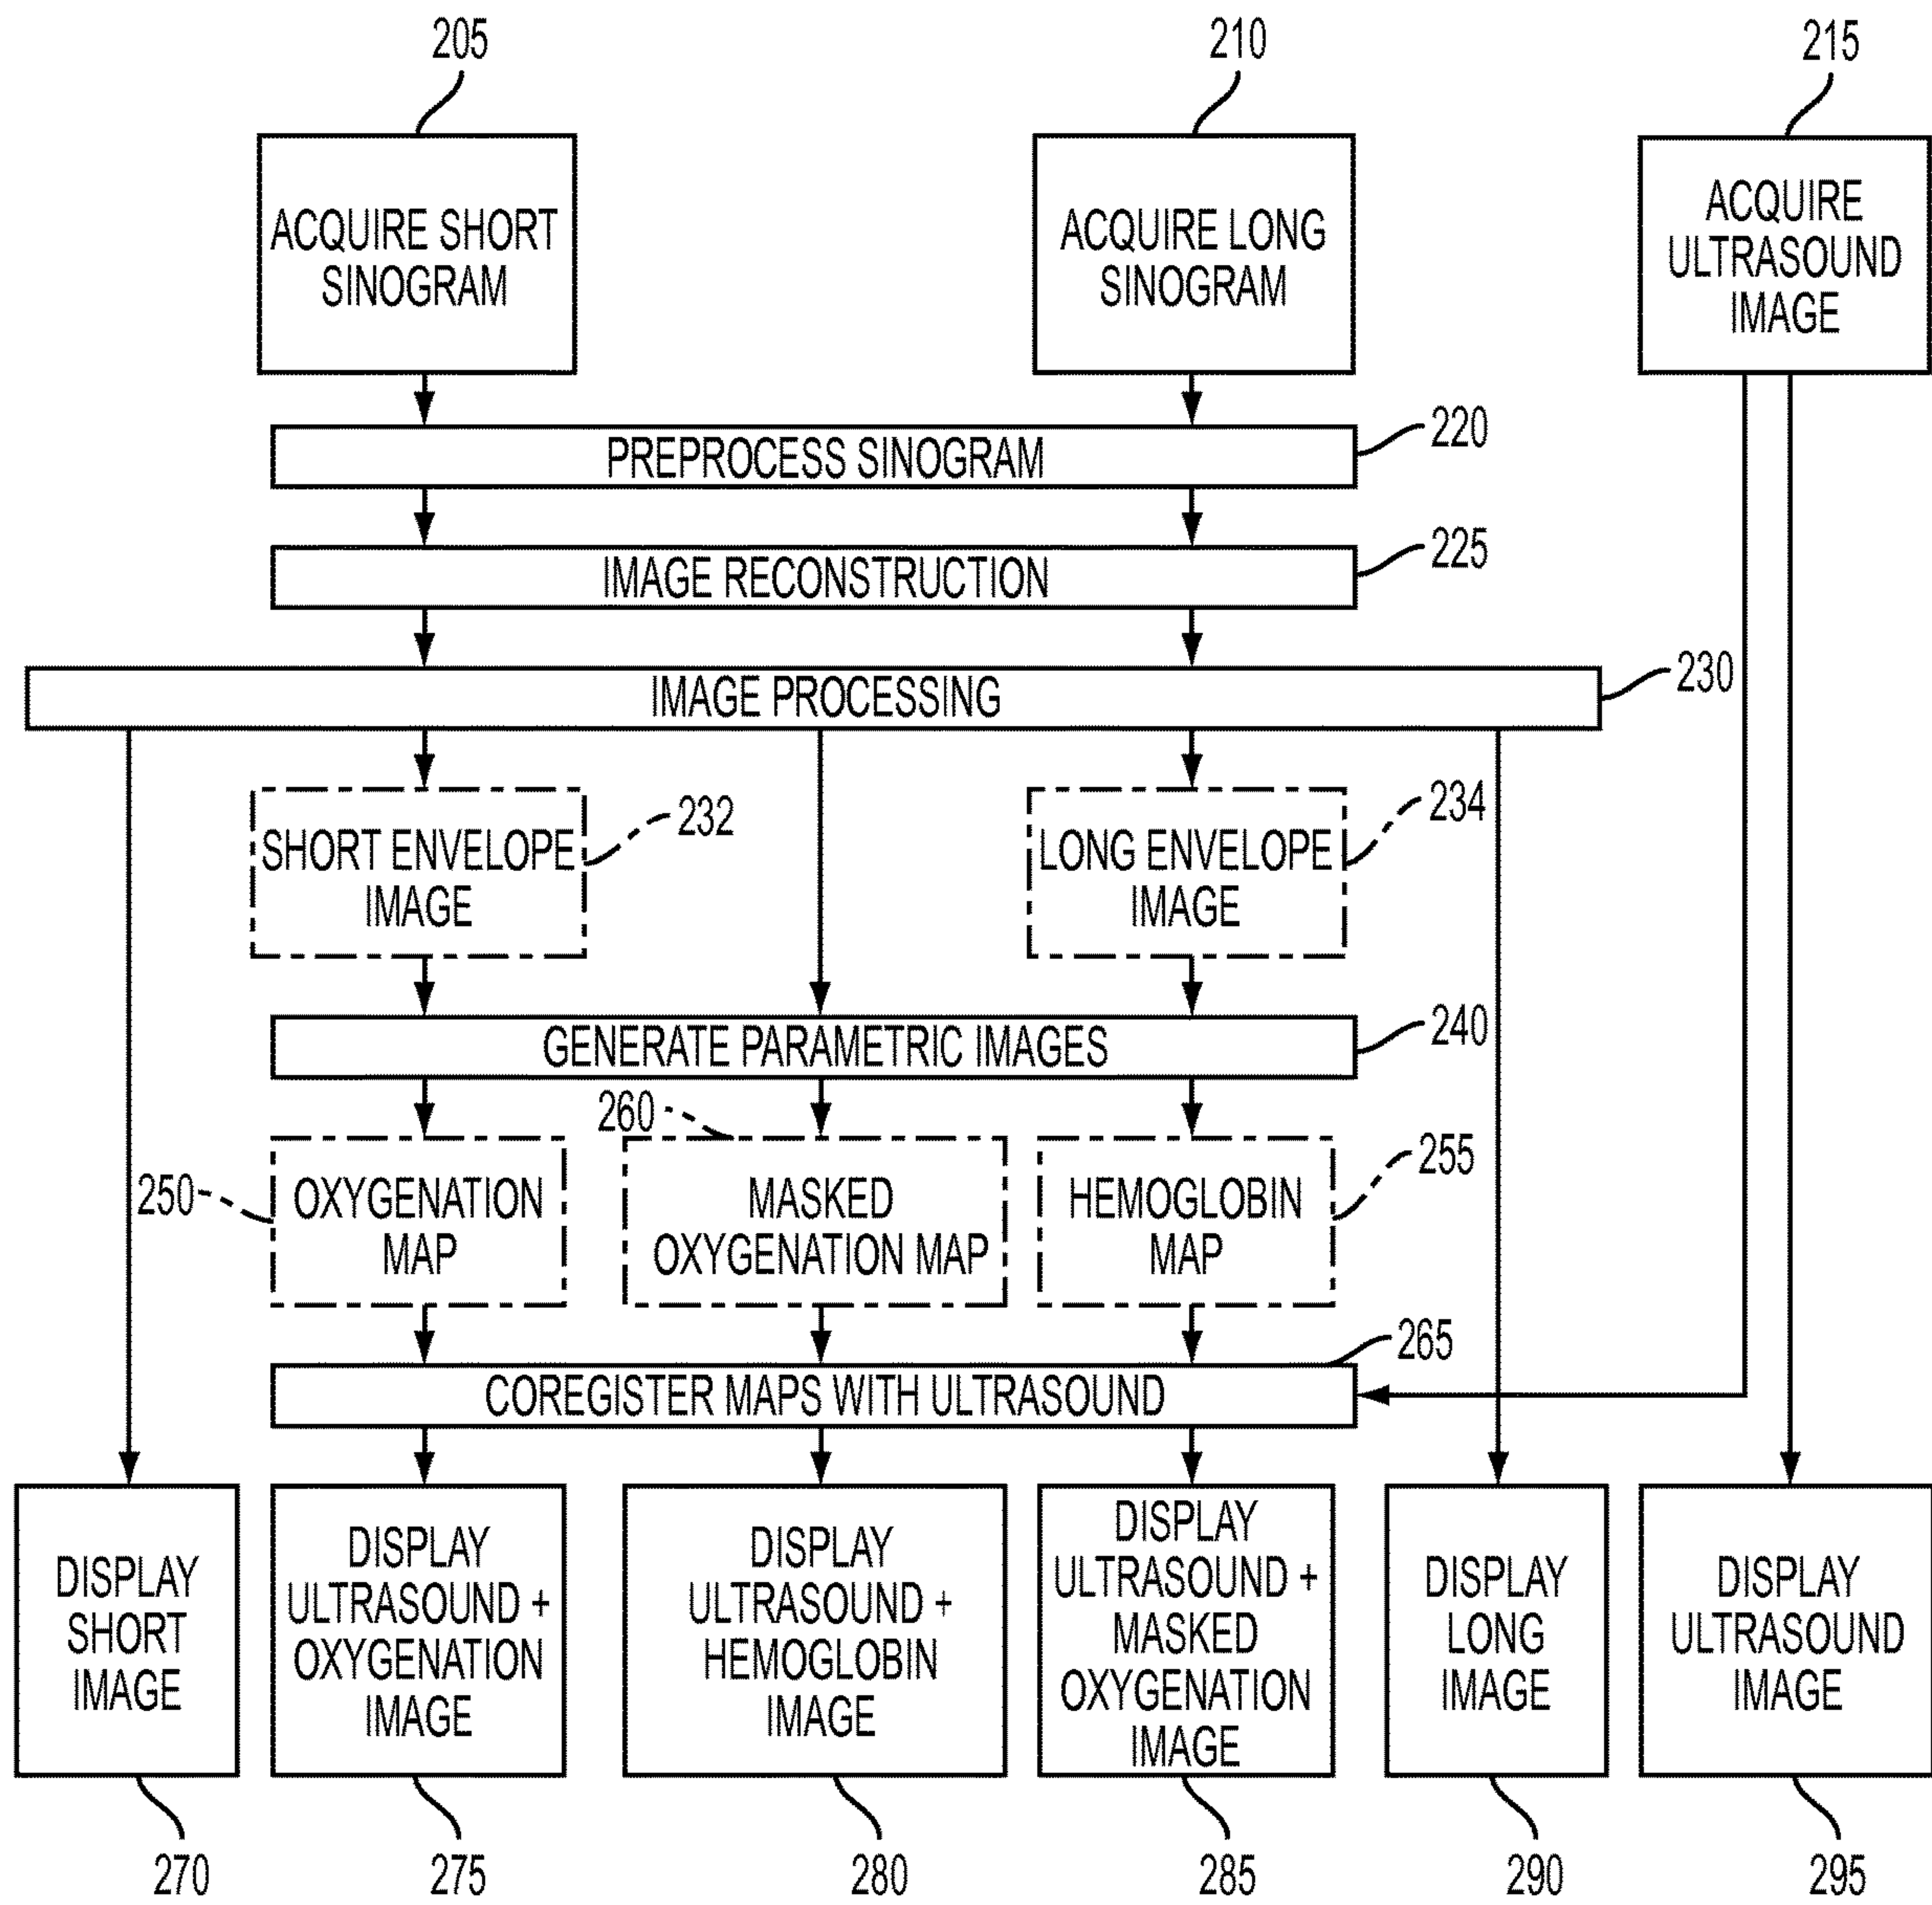 205
210
215
ACQUIRE SHORT
SINOGRAM
ACQUIRE LONG
SINOGRAM
ACQUIRE
ULTRASOUND
IMAGE
PREPROCESS SINOGRAM
220
IMAGE RECONSTRUCTION
225
IMAGE PROCESSING
230
SHORT ENVELOPE
IMAGE
232
LONG ENVELOPE
IMAGE
234
GENERATE PARAMETRIC IMAGES
240
250
OXYGENATION
MAP
260
MASKED
OXYGENATION MAP
HEMOGLOBIN
MAP
255
COREGISTER MAPS WITH ULTRASOUND
265
DISPLAY
SHORT
IMAGE
DISPLAY
ULTRASOUND +
OXYGENATION
IMAGE
DISPLAY
ULTRASOUND +
HEMOGLOBIN
IMAGE
DISPLAY
ULTRASOUND +
MASKED
OXYGENATION
IMAGE
DISPLAY
LONG
IMAGE
DISPLAY
ULTRASOUND
IMAGE
270
275
280
285
290
295